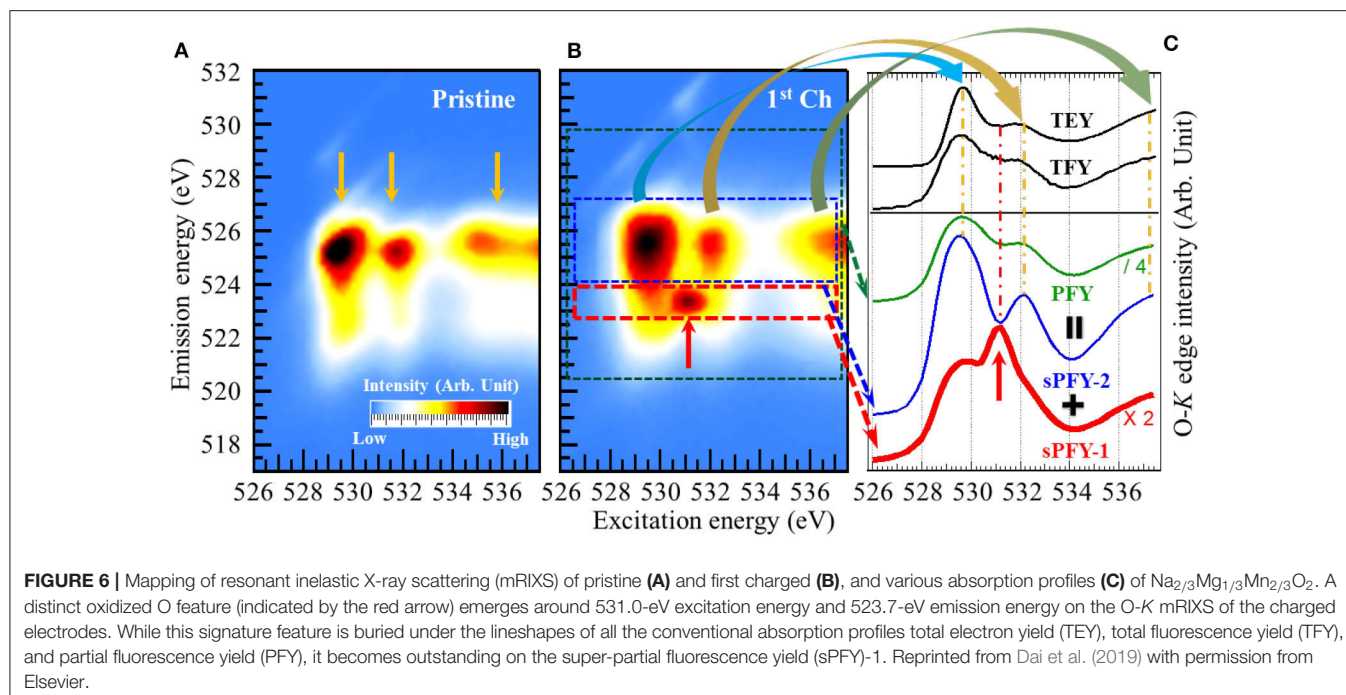 A
B
C
532
530
528
526
524
522
520
518
Emission energy (eV)
Pristine
1st Ch
Intensity (Arb. Unit)
Low High
526 528 530 532 534 536
526 528 530 532 534 536
Excitation energy (eV)
TEY
TFY
/ 4
PFY
=
sPFY-2
+
X 2
sPFY-1
526 528 530 532 534 536
O-K edge intensity (Arb. Unit)
FIGURE 6 | Mapping of resonant inelastic X-ray scattering (mRIXS) of pristine (A) and first charged (B), and various absorption profiles (C) of Na2/3Mg1/3Mn2/3O2. A
distinct oxidized O feature (indicated by the red arrow) emerges around 531.0-eV excitation energy and 523.7-eV emission energy on the O-K mRIXS of the charged
electrodes. While this signature feature is buried under the lineshapes of all the conventional absorption profiles total electron yield (TEY), total fluorescence yield (TFY),
and partial fluorescence yield (PFY), it becomes outstanding on the super-partial fluorescence yield (sPFY)-1. Reprinted from Dai et al. (2019) with permission from
Elsevier.